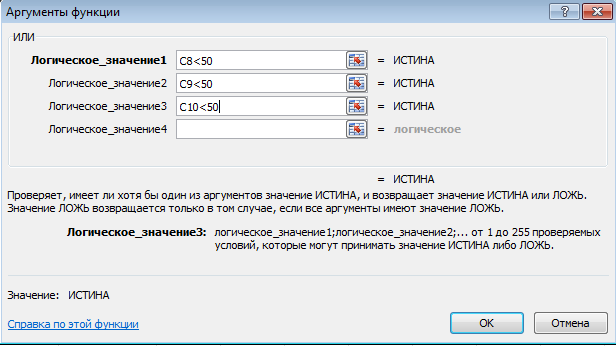 Аргументы функции
ИЛИ
Логическое_значение1 C8<50 = ИСТИНА
Логическое_значение2 C9<50 = ИСТИНА
Логическое_значение3 C10<50 = ИСТИНА
Логическое_значение4 = логическое
= ИСТИНА
Проверяет, имеет ли хотя бы один из аргументов значение ИСТИНА, и возвращает значение ИСТИНА или ЛОЖЬ.
Значение ЛОЖЬ возвращается только в том случае, если все аргументы имеют значение ЛОЖЬ.
Логическое_значение3: логическое_значение1;логическое_значение2;... от 1 до 255 проверяемых
условий, которые могут принимать значение ИСТИНА либо ЛОЖЬ.
Значение: ИСТИНА
Справка по этой функции
ОК
Отмена